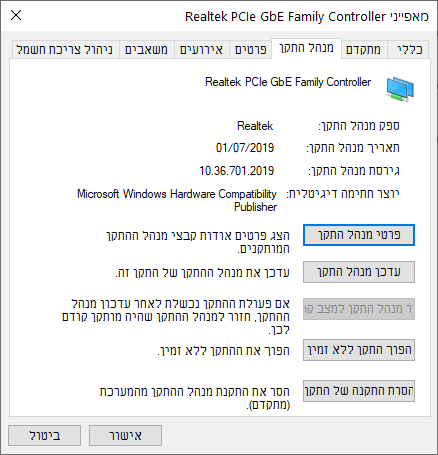 מאפייני Realtek PCIe GbE Family Controller
כללי
מתקדם
מנהל התקן
פרטים
אירועים
משאבים
ניהול צריכת חשמל
Realtek PCIe GbE Family Controller
ספק מנהל התקן: Realtek
תאריך מנהל התקן: 01/07/2019
גירסת מנהל התקן: 10.36.701.2019
יוצר חתימה דיגיטלית: Microsoft Windows Hardware Compatibility
Publisher
פרטי מנהל התקן
הצג פרטים אודות קבצי מנהל ההתקן
המותקנים.
עדכן מנהל התקן
עדכן את מנהל ההתקן של התקן זה.
ר מנהל התקן למצב קו
אם פעולת ההתקן נכשלת לאחר עדכון מנהל
ההתקן, חזור למנהל ההתקן שהיה מותקן קודם
לכן.
הפוך התקן ללא זמין
הפוך את ההתקן ללא זמין.
הסרת התקנה של התקן
הסר את התקנת מנהל ההתקן מהמערכת
(מתקדם).
אישור
ביטול